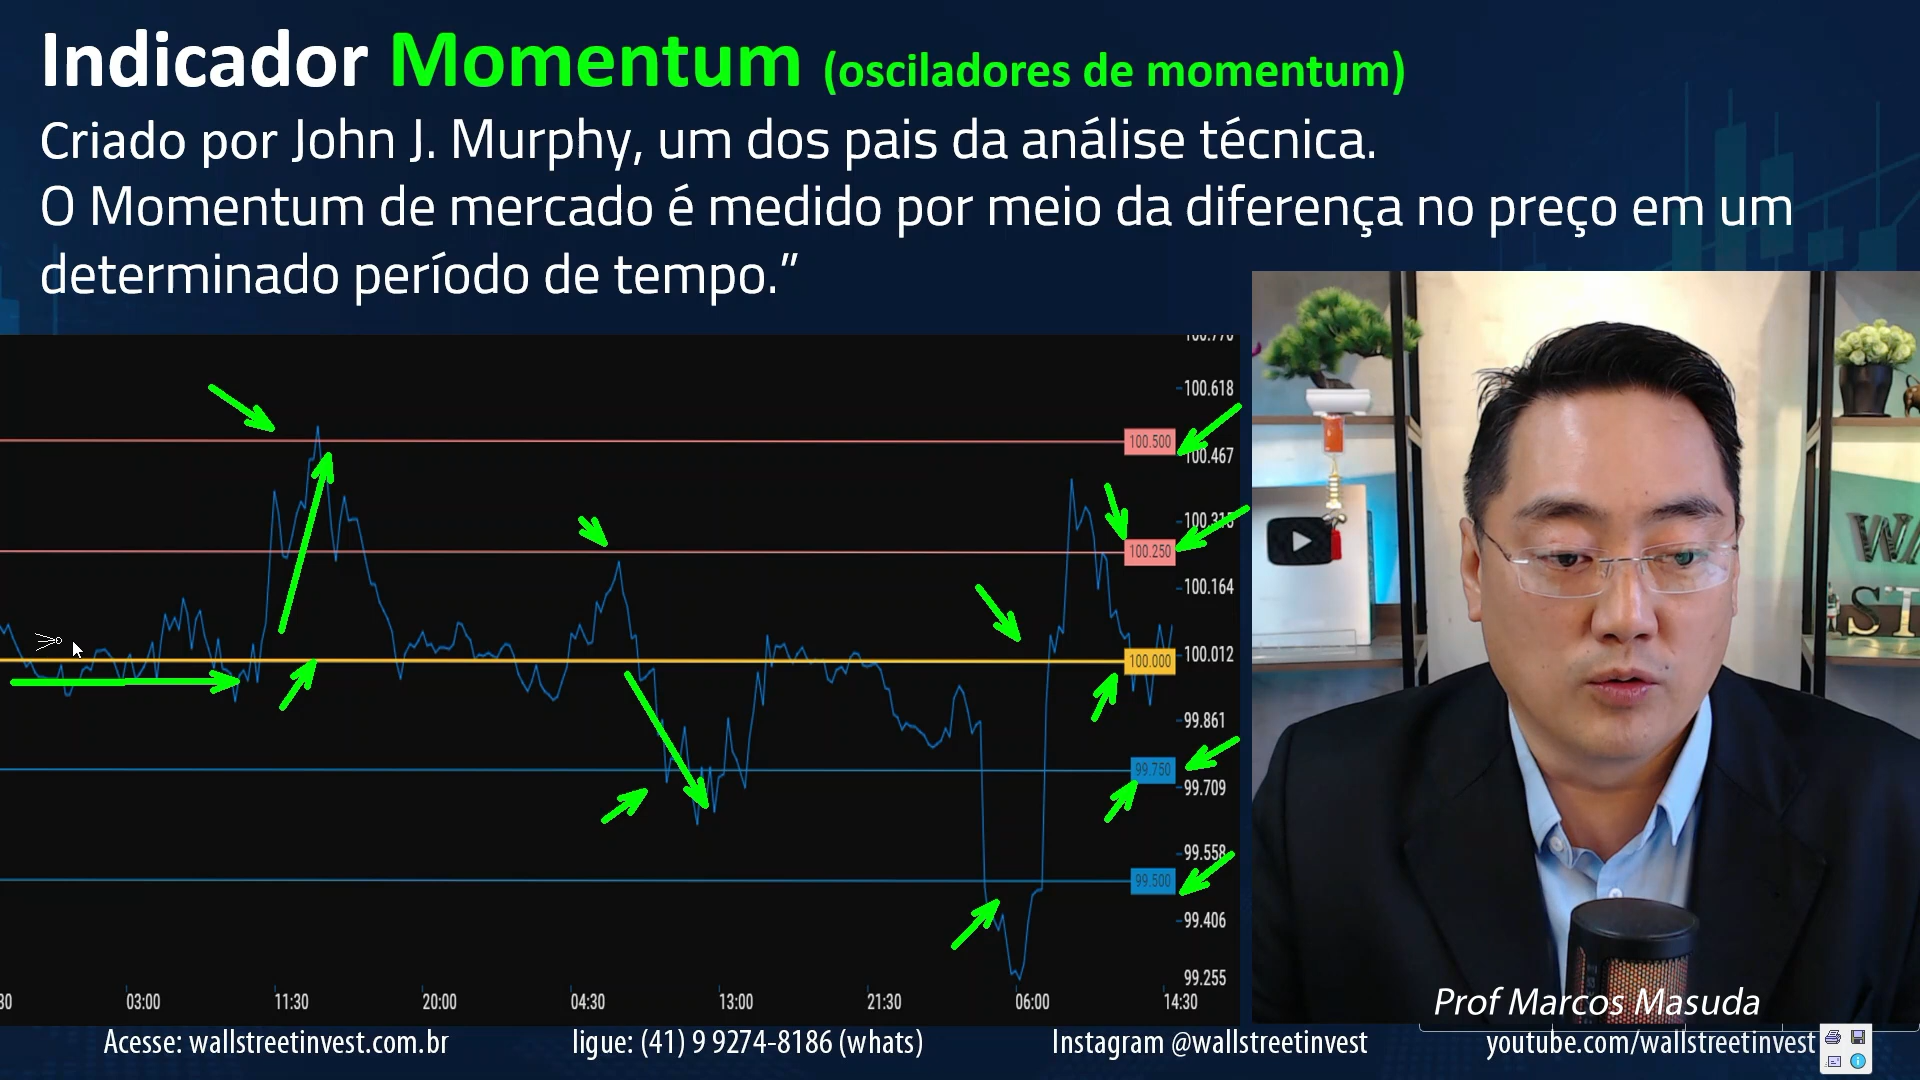 Indicador Momentum (osciladores de momentum)
Criado por John J. Murphy, um dos pais da análise técnica.
O Momentum de mercado é medido por meio da diferença no preço em um
determinado período de tempo.”
100.618
100.500
100.467
100.250
100.164
100.000
100.012
99.861
99.750
99.709
99.558
99.500
99.406
99.255
03:00 11:30 20:00 04:30 13:00 21:30 06:00 14:30
Prof Marcos Masuda
Acesse: wallstreetinvest.com.br ligue: (41) 9 9274-8186 (whats) Instagram @wallstreetinvest youtube.com/wallstreetinvest